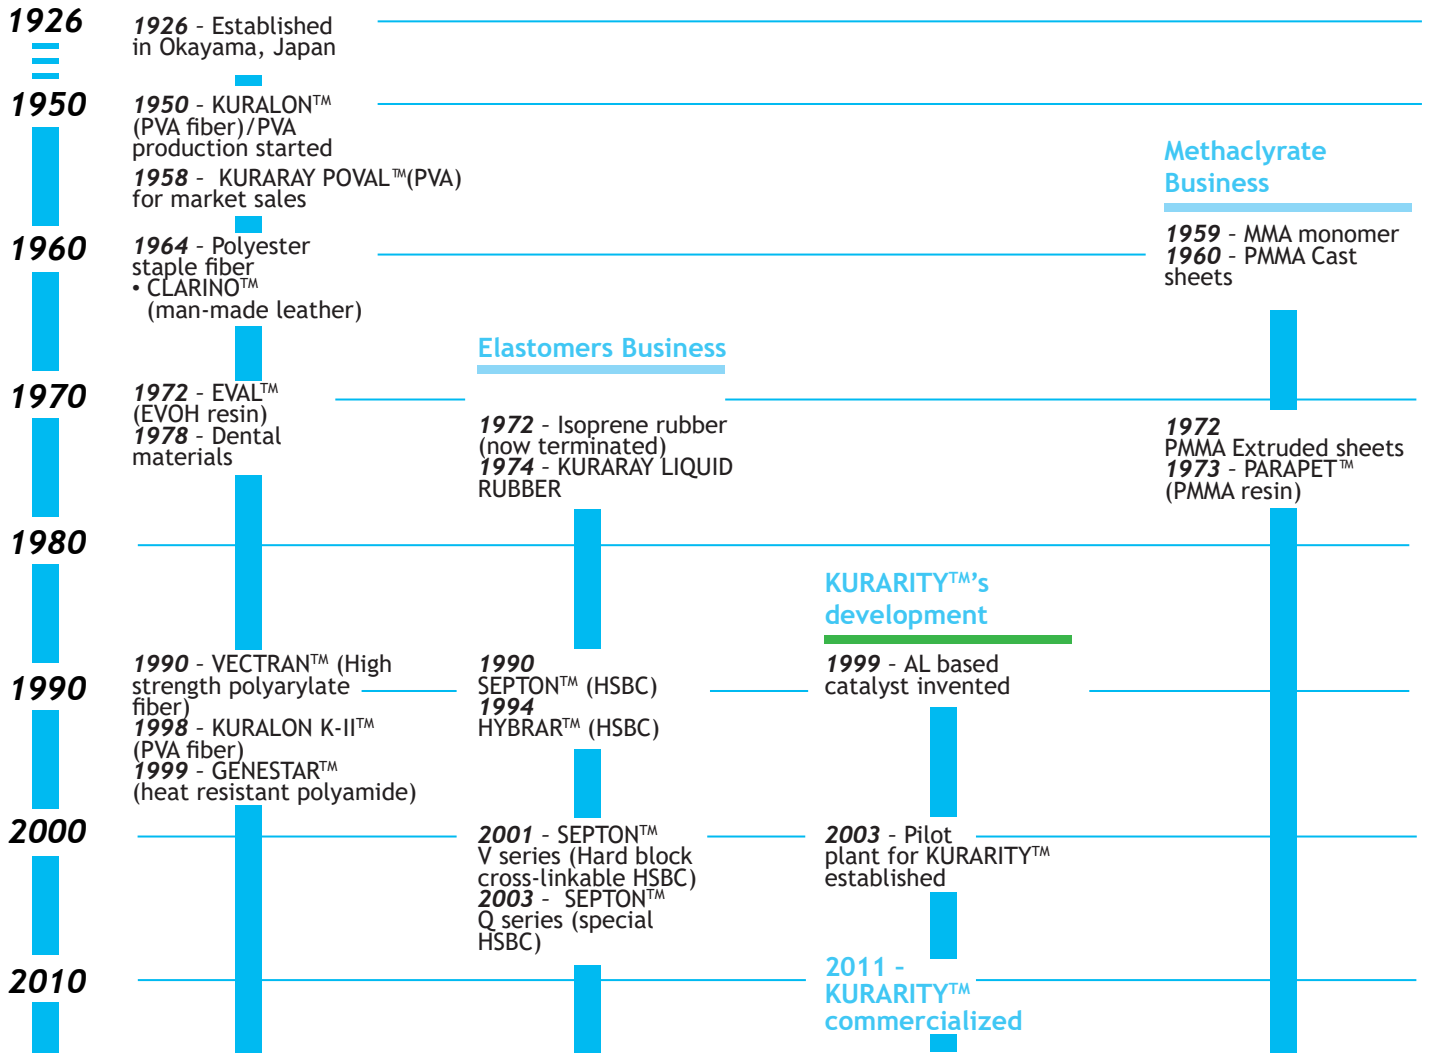 1926
1926 – Established
in Okayama, Japan
1950
1950 – KURALON™
(PVA fiber)/PVA
production started
1958 –  KURARAY POVAL™(PVA)
for market sales
Methaclyrate
Business
1959 – MMA monomer
1960 – PMMA Cast
sheets
1960
1964 – Polyester
staple fiber
• CLARINO™
(man-made leather)
Elastomers Business
1970
1972 – EVAL™
(EVOH resin)
1978 – Dental
materials
1972 – Isoprene rubber
(now terminated)
1974 – KURARAY LIQUID
RUBBER
1972
PMMA Extruded sheets
1973 – PARAPET™
(PMMA resin)
1980
KURARITY™'s
development
1990
1990 – VECTRAN™ (High
strength polyarylate
fiber)
1998 – KURALON K-II™
(PVA fiber)
1999 – GENESTAR™
(heat resistant polyamide)
1990
SEPTON™ (HSBC)
1994
HYBRAR™ (HSBC)
1999 – AL based
catalyst invented
2000
2001 – SEPTON™
V series (Hard block
cross-linkable HSBC)
2003 –  SEPTON™
Q series (special
HSBC)
2003 – Pilot
plant for KURARITY™
established
2010
2011 –
KURARITY™
commercialized